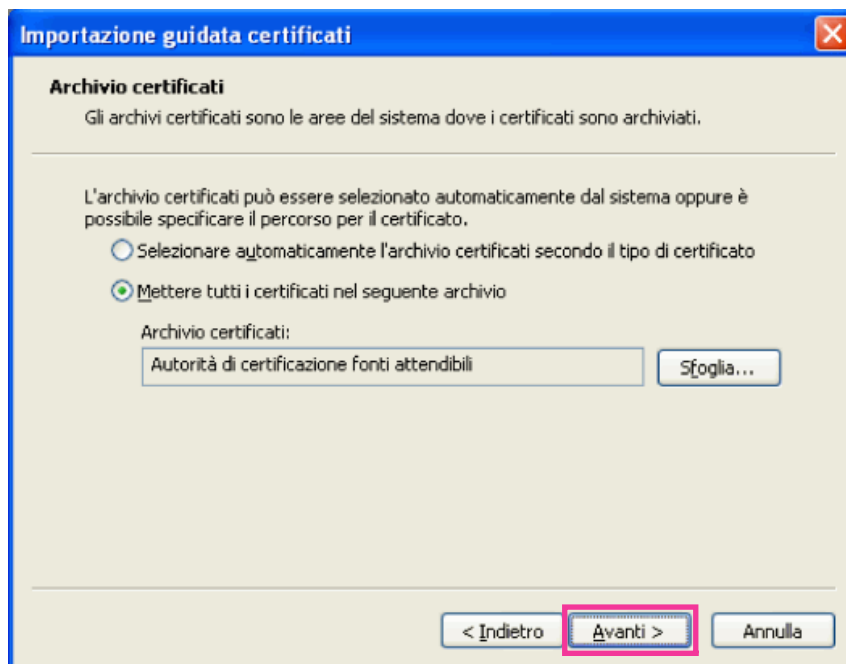 Importazione guidata certificati
Archivio certificati
Gli archivi certificati sono le aree del sistema dove i certificati sono archiviati.
L'archivio certificati può essere selezionato automaticamente dal sistema oppure è
possibile specificare il percorso per il certificato.
Selezionare automaticamente l'archivio certificati secondo il tipo di certificato
Mettere tutti i certificati nel seguente archivio
Archivio certificati:
Autorità di certificazione fonti attendibili
Sfoglia...
< Indietro
Avanti >
Annulla